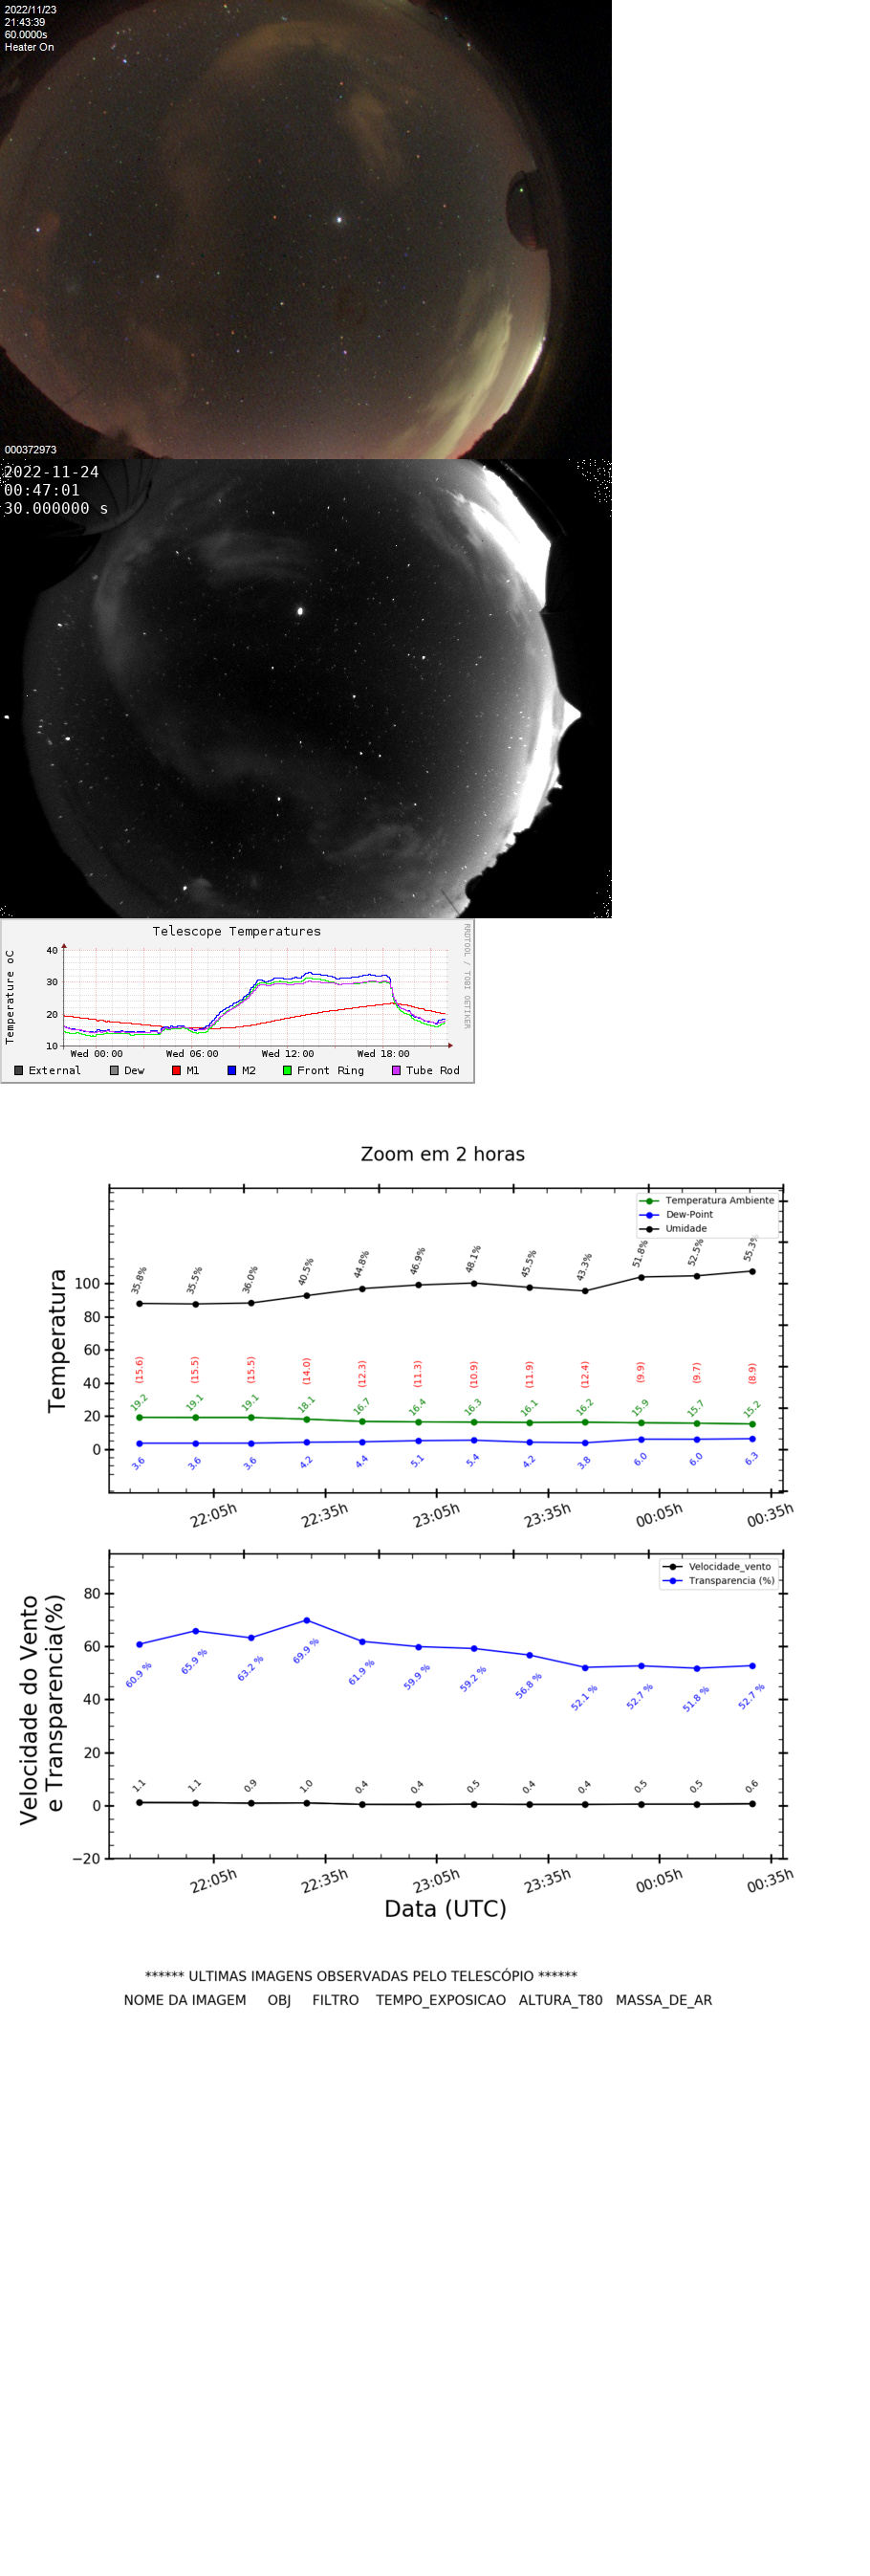 2022/11/23
21:43:39
60.0000s
Heater On
000372973
2022-11-24
00:47:01
30.000000 s
Telescope Temperatures
RRDTOOL / TOBI OETIKER
Temperature oC
40
30
20
10
Wed 00:00 Wed 06:00 Wed 12:00 Wed 18:00
External Dew M1 M2 Front Ring Tube Rod
Zoom em 2 horas
Temperatura Ambiente
Dew-Point
Umidade
Temperatura
100
80
60
40
20
0
35.8% 35.5% 36.0% 40.5% 44.8% 46.9% 48.1% 45.5% 43.3% 51.8% 52.5% 55.3%
(15.6) (15.5) (15.5) (14.0) (12.3) (11.3) (10.9) (11.9) (12.4) (9.9) (9.7) (8.9)
19.2 19.1 19.1 18.1 16.7 16.4 16.3 16.1 16.2 15.9 15.7 15.2
3.6 3.6 3.6 4.2 4.4 5.1 5.4 4.2 3.8 6.0 6.0 6.3
22:05h 22:35h 23:05h 23:35h 00:05h 00:35h
Velocidade_vento
Transparencia (%)
Velocidade do Vento
e Transparencia(%)
80
60
40
20
0
−20
60.9 % 65.9 % 63.2 % 69.9 % 61.9 % 59.9 % 59.2 % 56.8 % 52.1 % 52.7 % 51.8 % 52.7 %
1.1 1.1 0.9 1.0 0.4 0.4 0.5 0.4 0.4 0.5 0.5 0.6
22:05h 22:35h 23:05h 23:35h 00:05h 00:35h
Data (UTC)
****** ULTIMAS IMAGENS OBSERVADAS PELO TELESCÓPIO ******
NOME DA IMAGEM OBJ FILTRO TEMPO_EXPOSICAO ALTURA_T80 MASSA_DE_AR